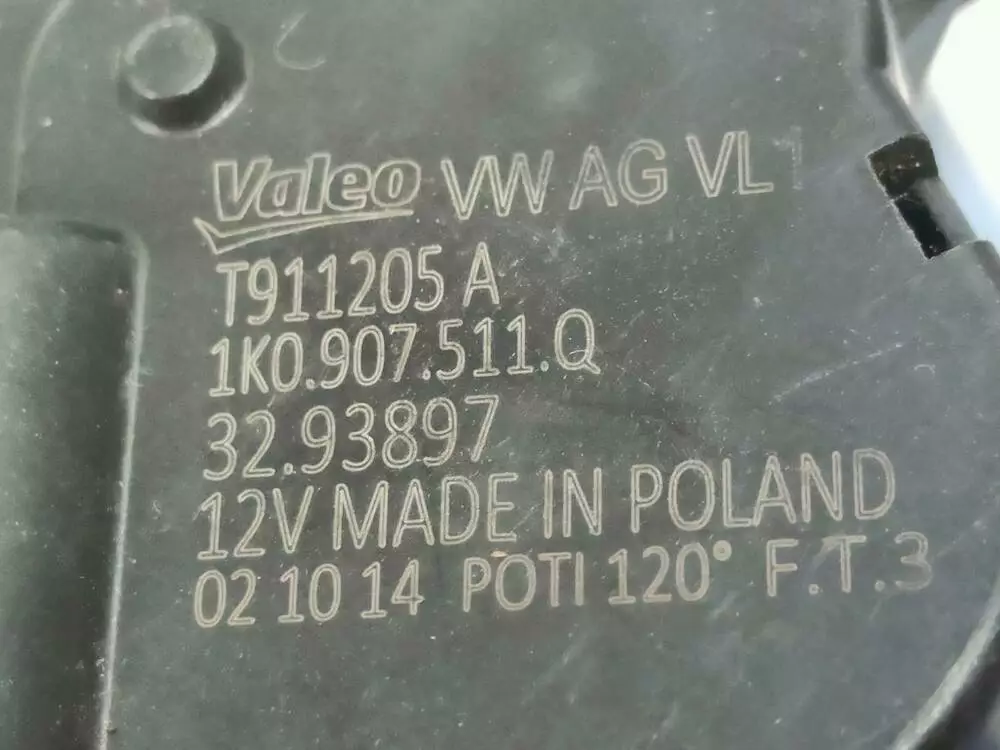 Valeo VW AG VL1
T911205 A
1K0.907.511.Q
32.93897
12V MADE IN POLAND
02 10 14 POTI 120° F.T.3